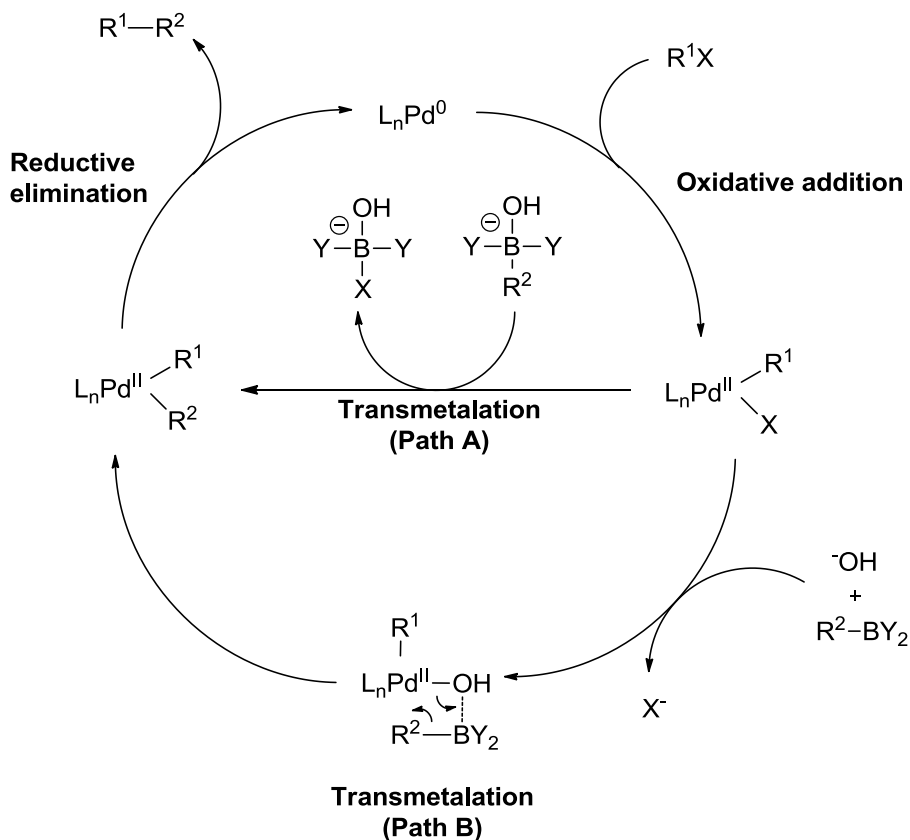 R¹—R²
R¹X
LₙPd⁰
Reductive
elimination
Oxidative addition
OH
⊖
Y—B—Y
X
OH
⊖
Y—B—Y
R²
LₙPdᴵᴵ
R¹
R²
Transmetalation
(Path A)
LₙPdᴵᴵ
R¹
X
⁻OH
+
R²—BY₂
R¹
LₙPdᴵᴵ—OH
R²—BY₂
X⁻
Transmetalation
(Path B)